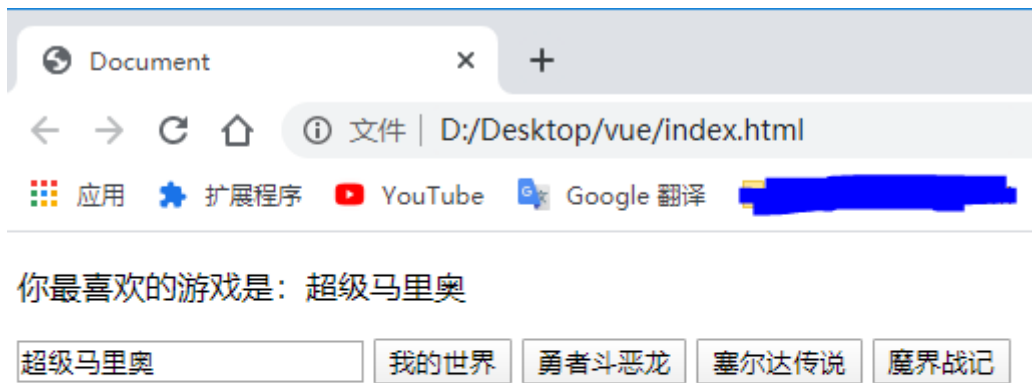 Document
文件 | D:/Desktop/vue/index.html
应用 扩展程序 YouTube Google 翻译
你最喜欢的游戏是：超级马里奥
超级马里奥 我的世界 勇者斗恶龙 塞尔达传说 魔界战记